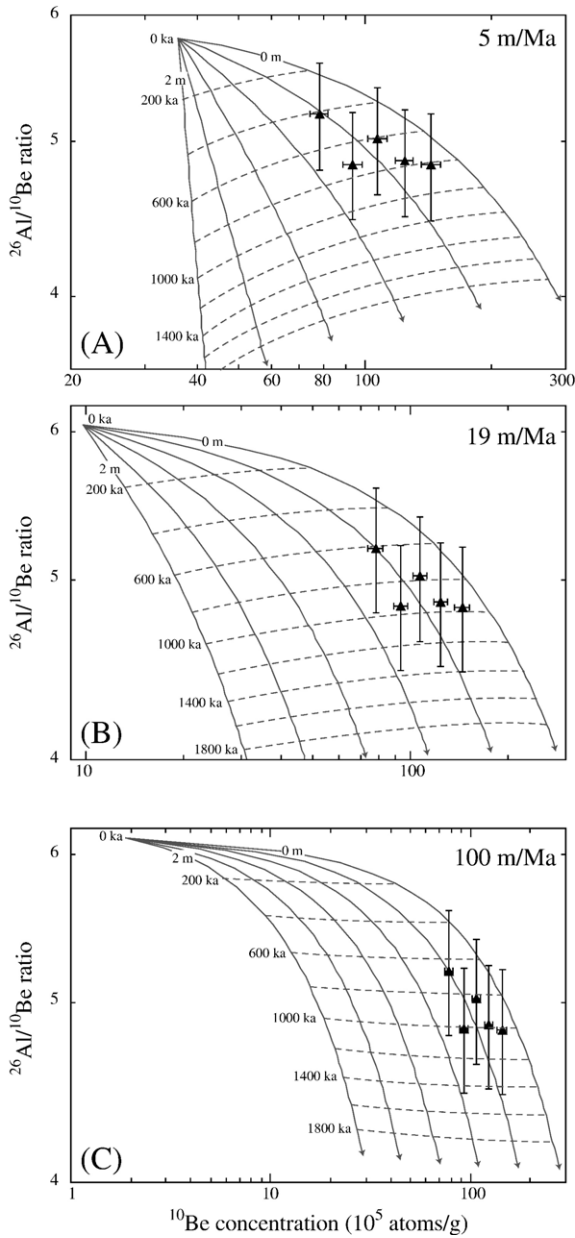 6
0 ka
0 m
5 m/Ma
2 m
200 ka
5
600 ka
²⁶Al/¹⁰Be ratio
1000 ka
4
1400 ka
(A)
20 40 60 80 100 300
6
0 ka
0 m
19 m/Ma
2 m
200 ka
600 ka
5
²⁶Al/¹⁰Be ratio
1000 ka
1400 ka
(B)
1800 ka
4
10 100
6
0 ka
0 m
100 m/Ma
2 m
200 ka
600 ka
5
1000 ka
²⁶Al/¹⁰Be ratio
1400 ka
1800 ka
(C)
4
1 10 100
¹⁰Be concentration (10⁵ atoms/g)